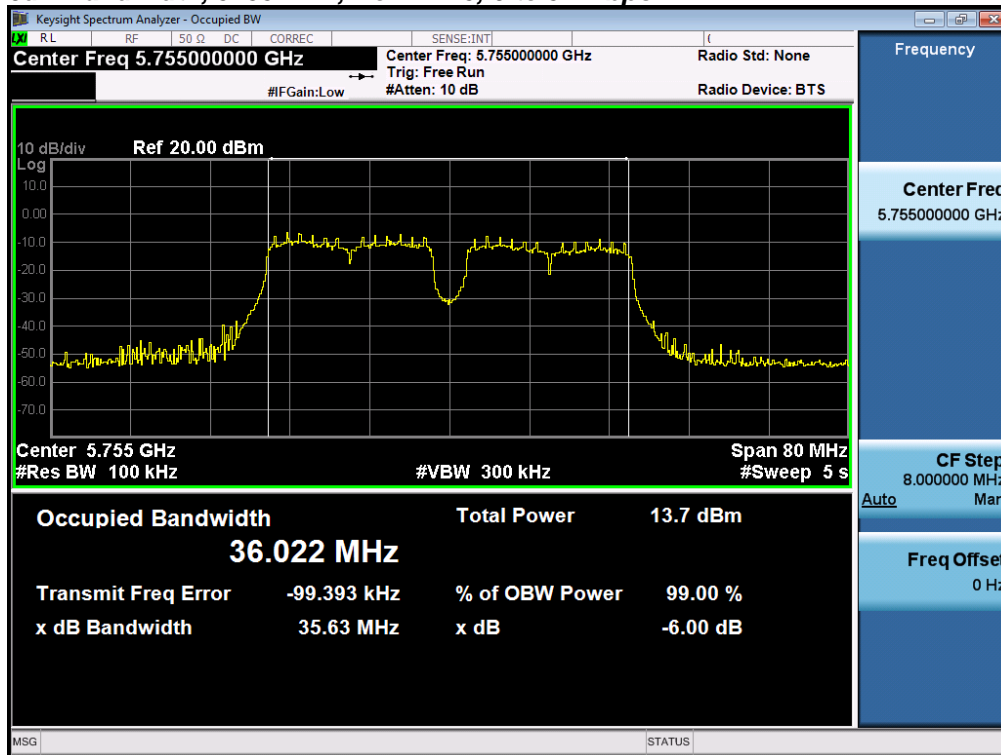 Keysight Spectrum Analyzer - Occupied BW
LXI RL RF 50 Ω DC CORREC SENSE:INT
Center Freq 5.755000000 GHz
Center Freq: 5.755000000 GHz
Radio Std: None
Trig: Free Run
#IFGain:Low
#Atten: 10 dB
Radio Device: BTS
10 dB/div Ref 20.00 dBm
Log
10.0
0.00
-10.0
-20.0
-30.0
-40.0
-50.0
-60.0
-70.0
Center 5.755 GHz Span 80 MHz
#Res BW 100 kHz #VBW 300 kHz #Sweep 5 s
Occupied Bandwidth Total Power 13.7 dBm
36.022 MHz
Transmit Freq Error -99.393 kHz % of OBW Power 99.00 %
x dB Bandwidth 35.63 MHz x dB -6.00 dB
Frequency
Center Freq
5.755000000 GHz
CF Step
8.000000 MHz
Auto Man
Freq Offset
0 Hz
MSG STATUS